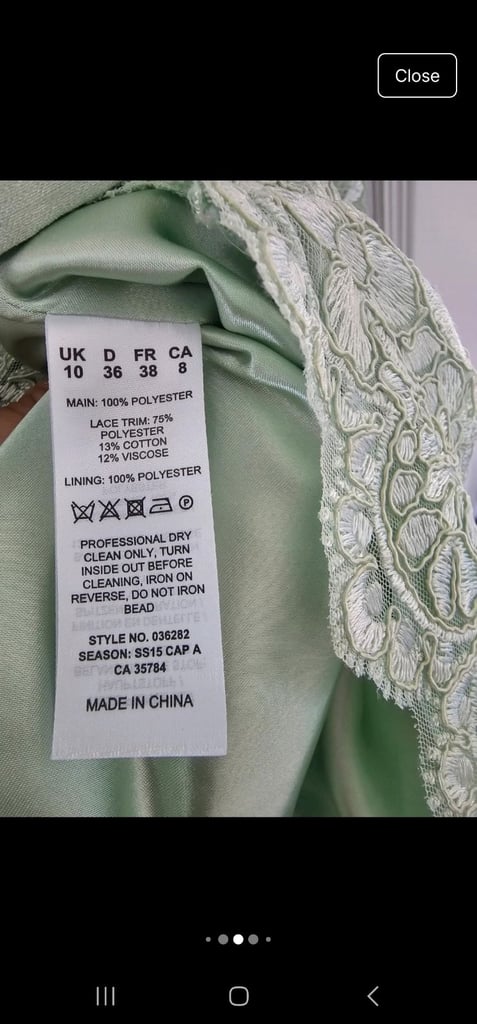 Close
UK D FR CA
10 36 38 8
MAIN: 100% POLYESTER
LACE TRIM: 75%
POLYESTER
13% COTTON
12% VISCOSE
LINING: 100% POLYESTER
P
PROFESSIONAL DRY
CLEAN ONLY, TURN
INSIDE OUT BEFORE
CLEANING, IRON ON
REVERSE, DO NOT IRON
BEAD
STYLE NO. 036282
SEASON: SS15 CAP A
CA 35784
MADE IN CHINA